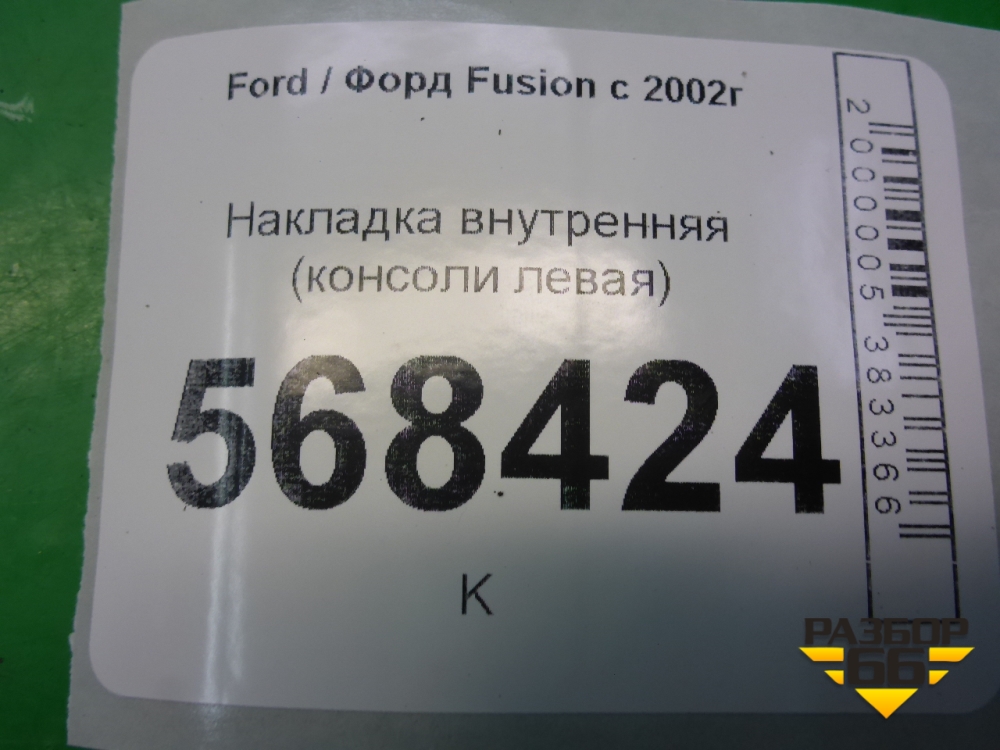 Ford / Форд Fusion с 2002г
Накладка внутренняя
(консоли левая)
568424
К
2000005383366
РАЗБОР
66